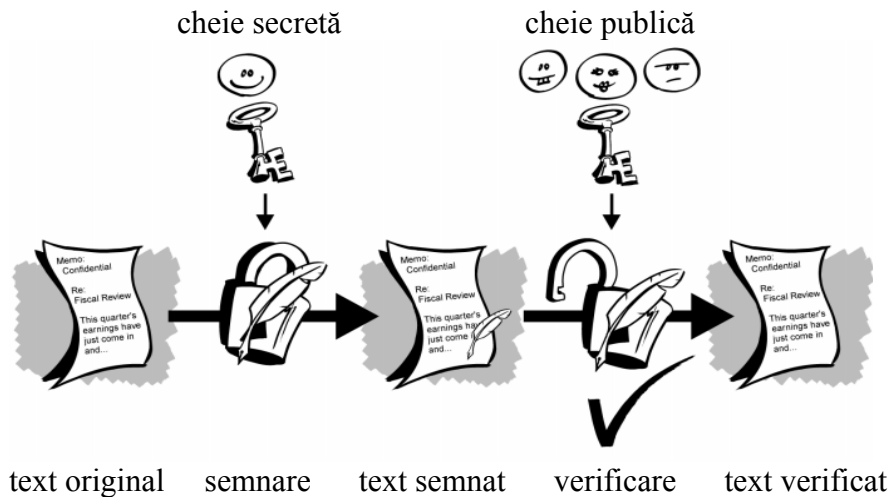 cheie secretă
cheie publică
Memo:
Confidential
Re:
Fiscal Review
This quarter's
earnings have
just come in
and...
Memo:
Confidential
Re:
Fiscal Review
This quarter's
earnings have
just come in
and...
Memo:
Confidential
Re:
Fiscal Review
This quarter's
earnings have
just come in
and...
text original
semnare
text semnat
verificare
text verificat